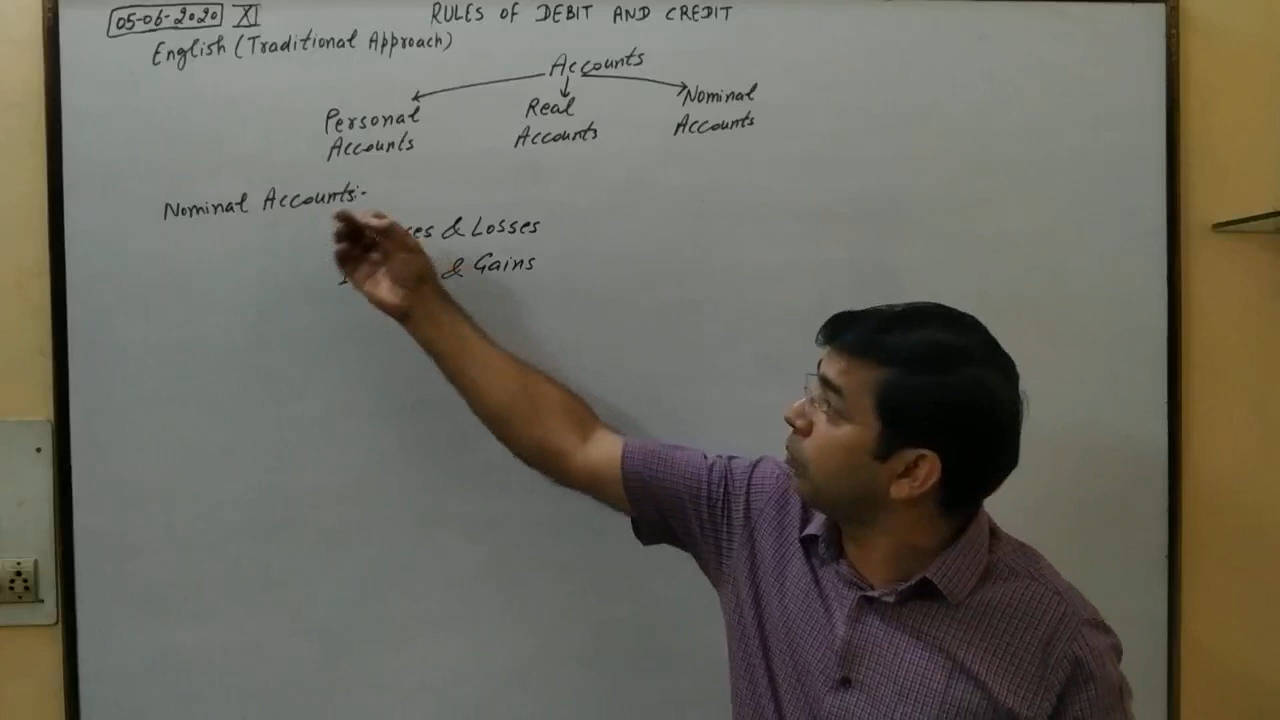 05-06-2020 XI RULES OF DEBIT AND CREDIT
English (Traditional Approach)
Accounts
Personal Accounts
Real Accounts
Nominal Accounts
Nominal Accounts:-
& Losses
& Gains